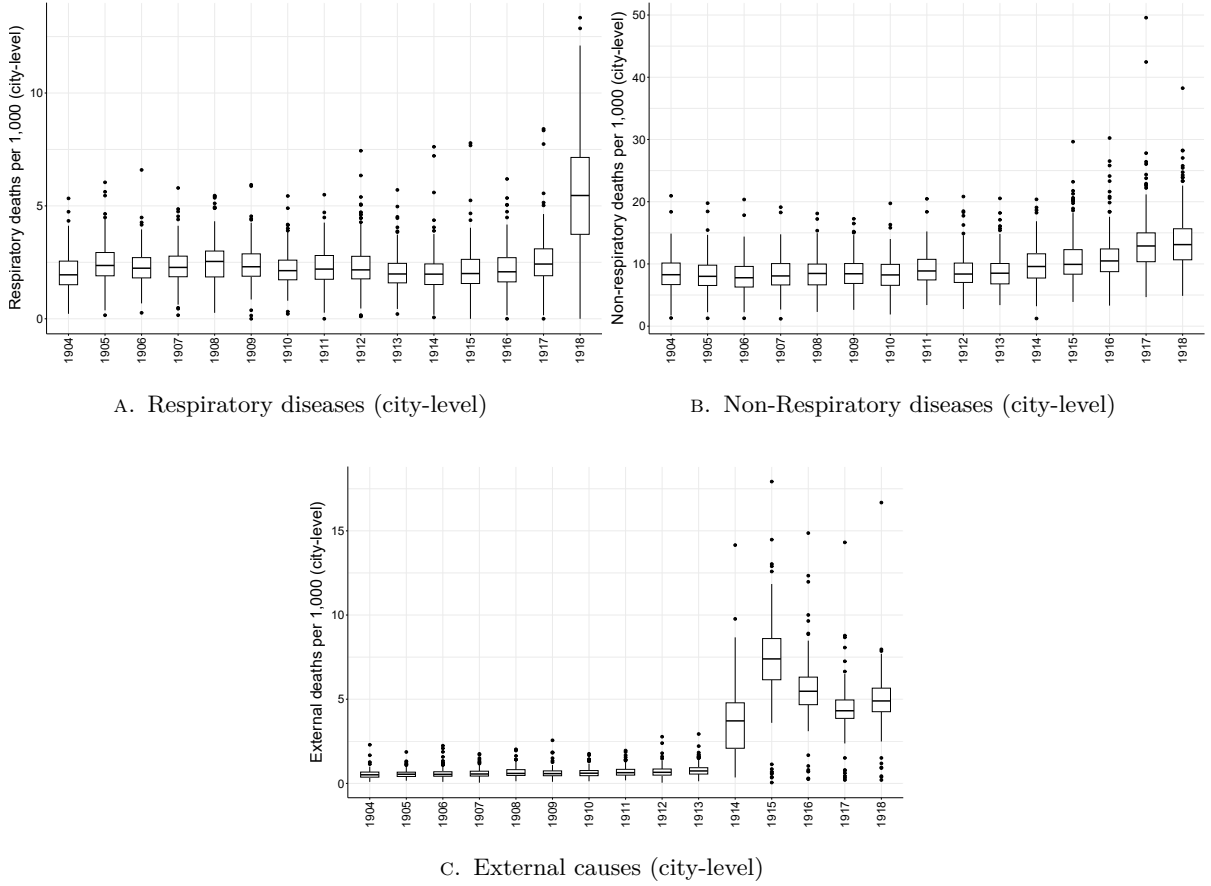 Respiratory deaths per 1,000 (city-level)
10
5
0
1904 1905 1906 1907 1908 1909 1910 1911 1912 1913 1914 1915 1916 1917 1918
A. Respiratory diseases (city-level)
Non-respiratory deaths per 1,000 (city-level)
50
40
30
20
10
0
1904 1905 1906 1907 1908 1909 1910 1911 1912 1913 1914 1915 1916 1917 1918
B. Non-Respiratory diseases (city-level)
External deaths per 1,000 (city-level)
15
10
5
0
1904 1905 1906 1907 1908 1909 1910 1911 1912 1913 1914 1915 1916 1917 1918
C. External causes (city-level)